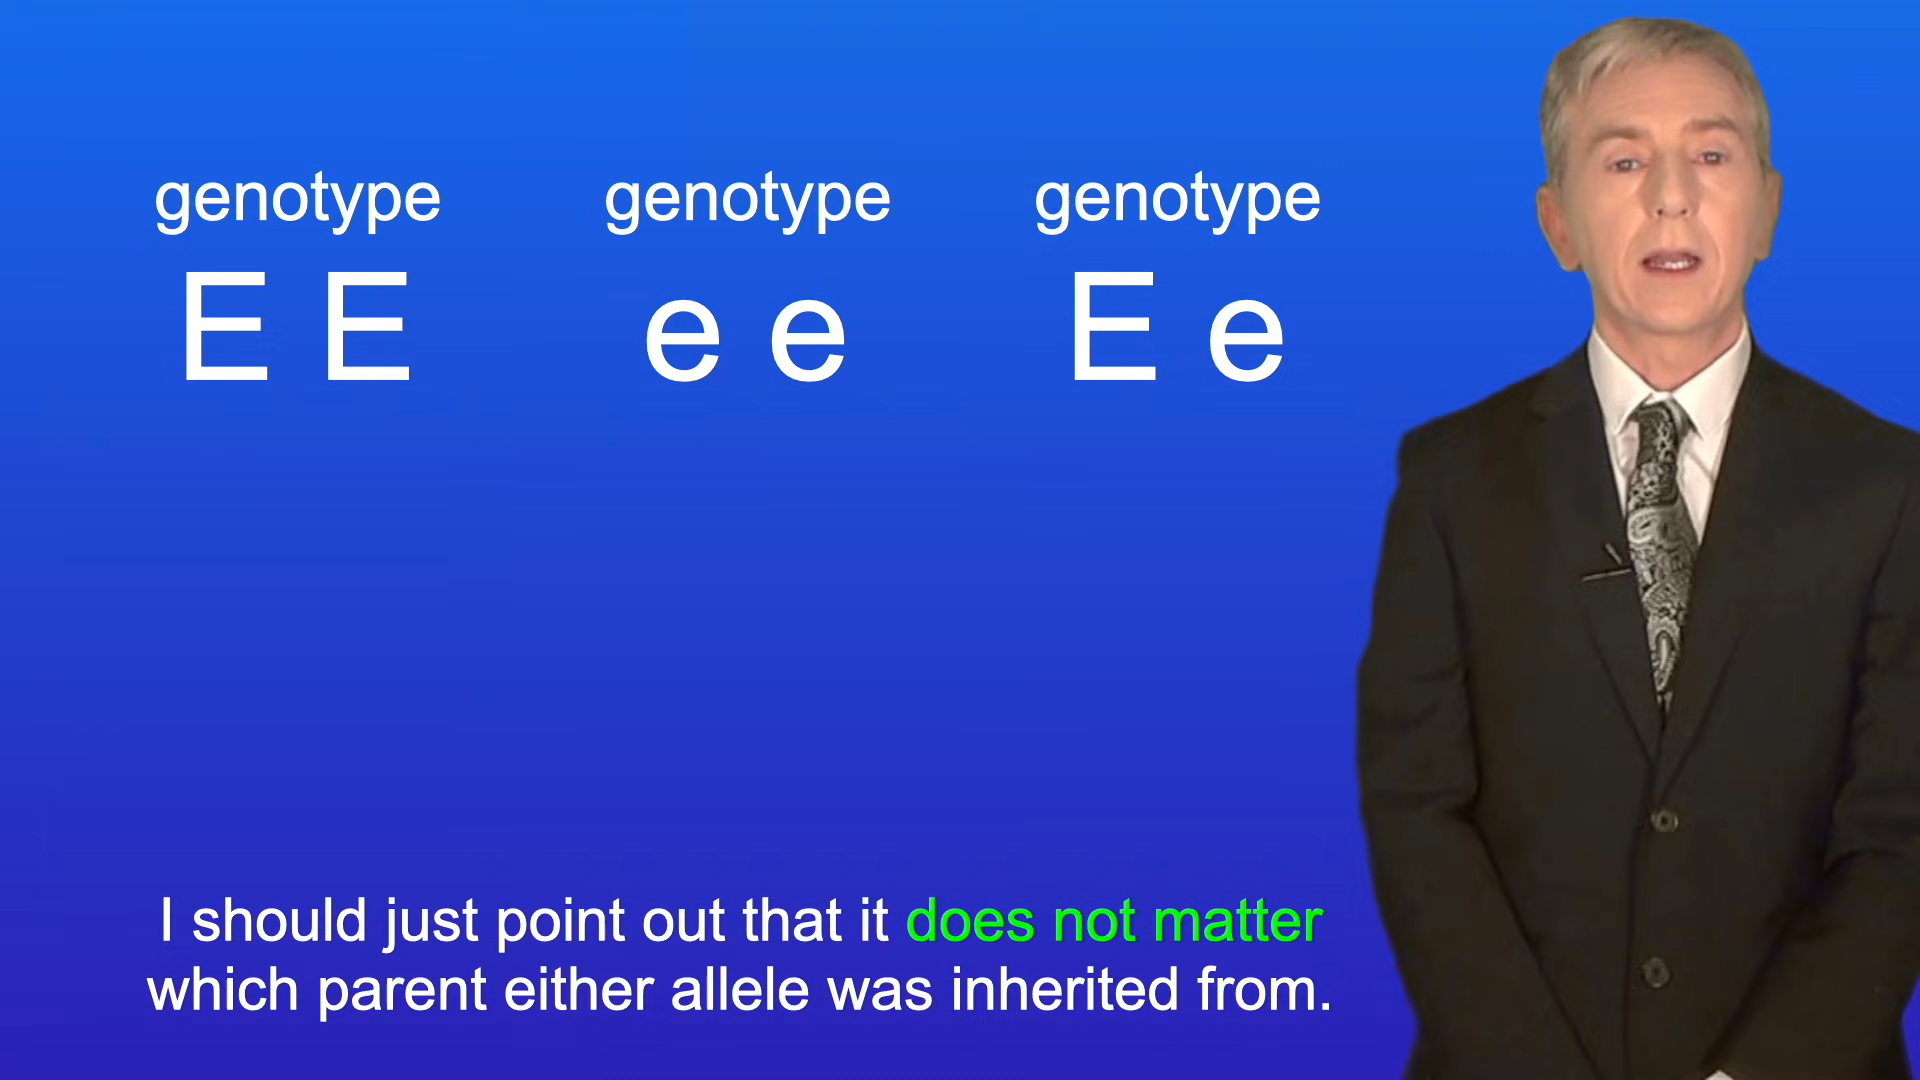 genotype genotype genotype
E E e e E e
I should just point out that it does not matter
which parent either allele was inherited from.